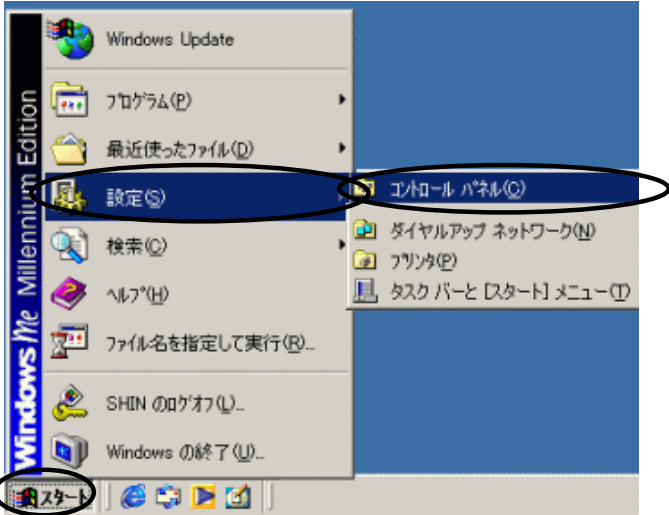 Windows Update
プログラム(P)
最近使ったファイル(D)
設定(S)
検索(C)
ヘルプ(H)
ファイル名を指定して実行(R)...
SHIN のログオフ(L)...
Windows の終了(U)...
コントロール パネル(C)
ダイヤルアップ ネットワーク(N)
プリンタ(P)
タスク バーと [スタート] メニュー(T)
Windows Me Millennium Edition
スタート